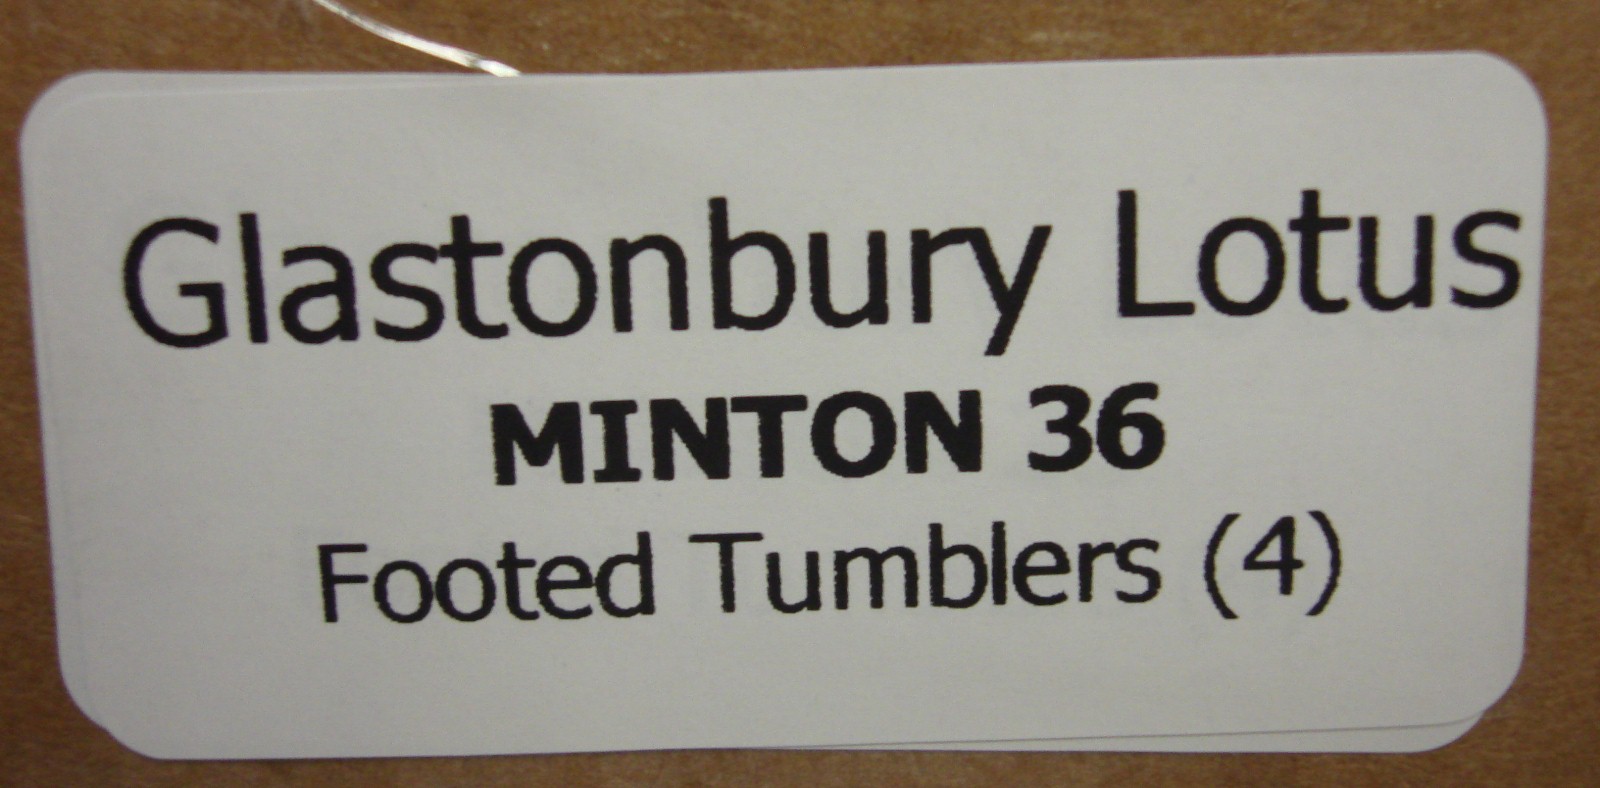 Glastonbury Lotus
MINTON 36
Footed Tumblers (4)